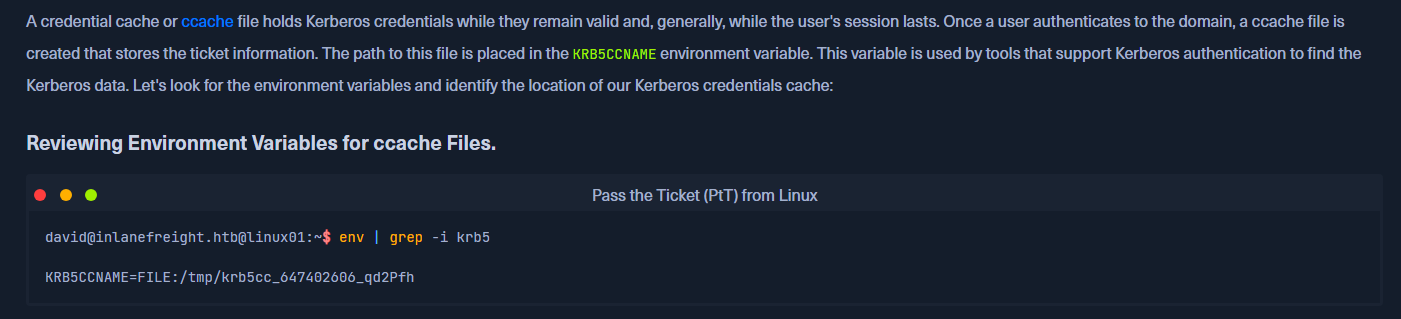 A credential cache or ccache file holds Kerberos credentials while they remain valid and, generally, while the user's session lasts. Once a user authenticates to the domain, a ccache file is
created that stores the ticket information. The path to this file is placed in the KRB5CCNAME environment variable. This variable is used by tools that support Kerberos authentication to find the
Kerberos data. Let's look for the environment variables and identify the location of our Kerberos credentials cache:
Reviewing Environment Variables for ccache Files.
Pass the Ticket (PtT) from Linux
david@inlanefreight.htb@linux01:~$ env | grep -i krb5
KRB5CCNAME=FILE:/tmp/krb5cc_647402606_qd2Pfh